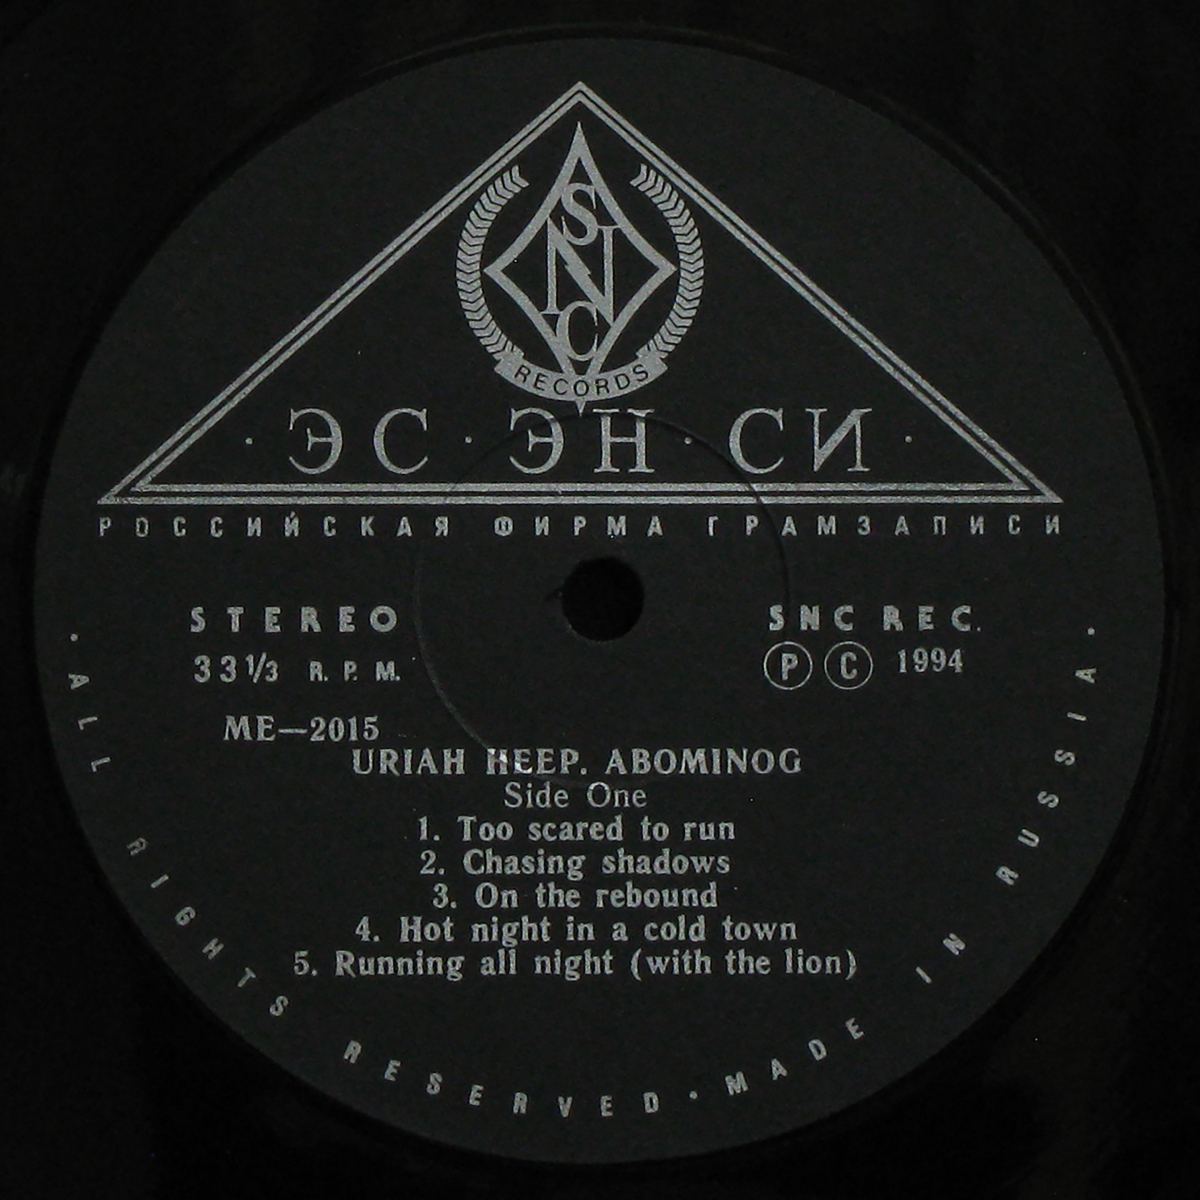 SNC
RECORDS
· ЭС · ЭН · СИ ·
РОССИЙСКАЯ ФИРМА ГРАМЗАПИСИ
STEREO
33 1/3 R. P. M.
SNC REC.
Ⓟ Ⓒ 1994
ME—2015
URIAH HEEP. ABOMINOG
Side One
1. Too scared to run
2. Chasing shadows
3. On the rebound
4. Hot night in a cold town
5. Running all night (with the lion)
· ALL RIGHTS RESERVED · MADE IN RUSSIA ·